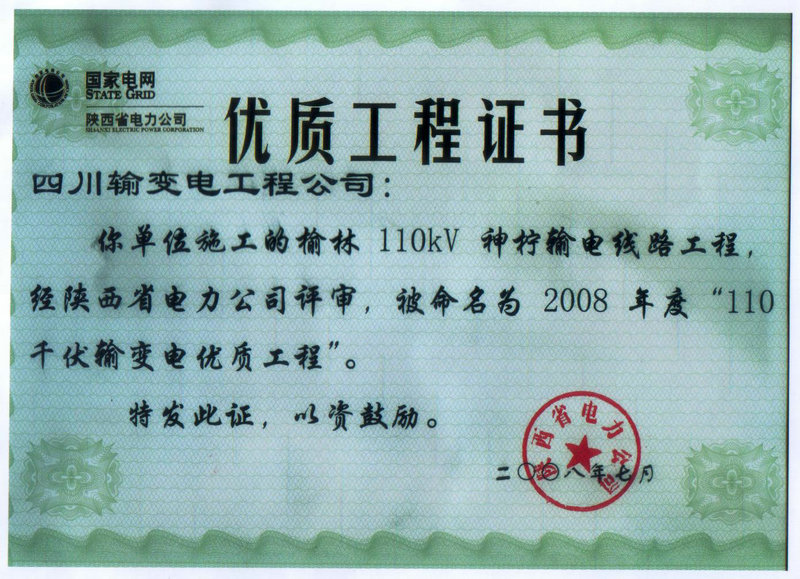 国家电网
STATE GRID
陕西省电力公司
SHAANXI ELECTRIC POWER CORPORATION
优质工程证书
四川输变电工程公司：
你单位施工的榆林 110kV 神柠输电线路工程，
经陕西省电力公司评审，被命名为 2008 年度“110
千伏输变电优质工程”。
特发此证，以资鼓励。
陕西省电力公司
二〇〇八年七月